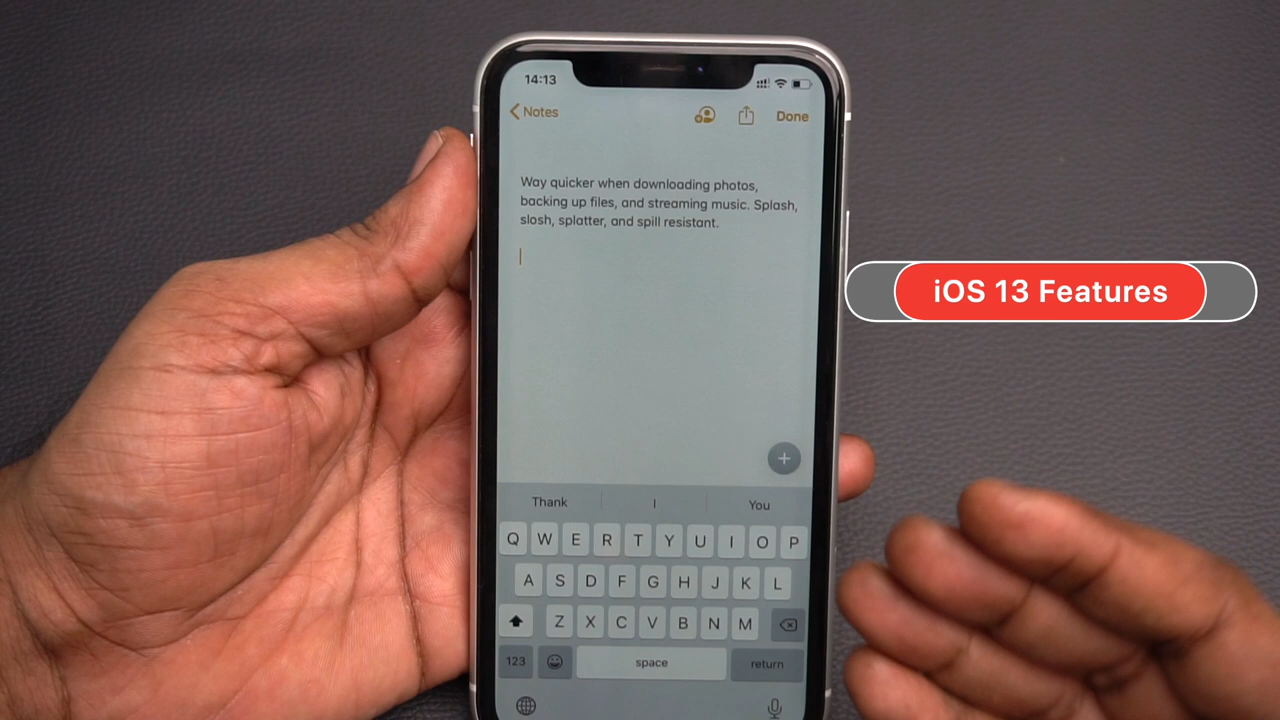 14:13
Notes
Done
Way quicker when downloading photos,
backing up files, and streaming music. Splash,
slosh, splatter, and spill resistant.
iOS 13 Features
Thank I You
Q W E R T Y U I O P
A S D F G H J K L
Z X C V B N M
123 space return